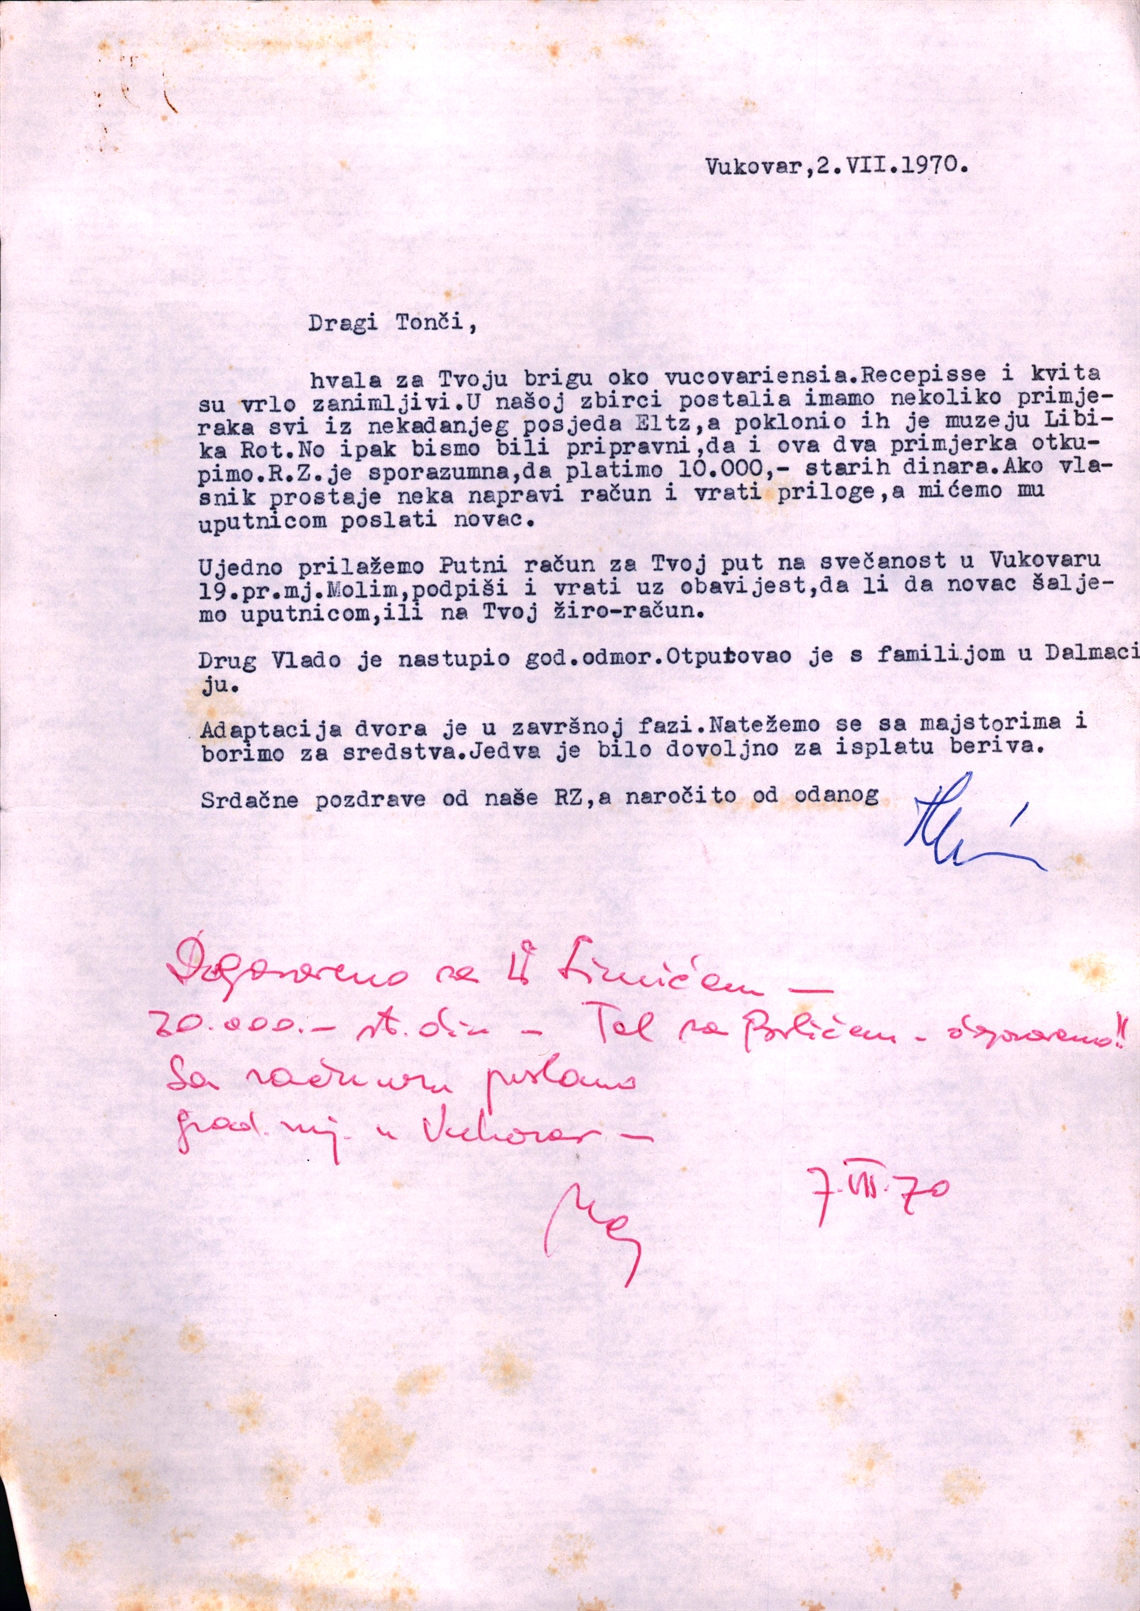 Vukovar,2.VII.1970.
Dragi Tonči,
hvala za Tvoju brigu oko vucovariensia.Recepisse i kvita
su vrlo zanimljivi.U našoj zbirci postalia imamo nekoliko primje-
raka svi iz nekadanjeg posjeda Eltz,a poklonio ih je muzeju Libi-
ka Rot.No ipak bismo bili pripravni,da i ova dva primjerka otku-
pimo.R.Z.je sporazumna,da platimo 10.000,- starih dinara.Ako vla-
snik prostaje neka napravi račun i vrati priloge,a mićemo mu
uputnicom poslati novac.
Ujedno prilažemo Putni račun za Tvoj put na svečanost u Vukovaru
19.pr.mj.Molim,podpiši i vrati uz obavijest,da li da novac šalje-
mo uputnicom,ili na Tvoj žiro-račun.
Drug Vlado je nastupio god.odmor.Otputovao je s familijom u Dalmaci
ju.
Adaptacija dvora je u završnoj fazi.Natežemo se sa majstorima i
borimo za sredstva.Jedva je bilo dovoljno za isplatu beriva.
Srdačne pozdrave od naše RZ,a naročito od odanog
Dogovoreno sa
20.000.- st. din - Tel sa - dogovoreno!!
Sa računom poslano
grad. muj. u Vukovar -
7.VII.70